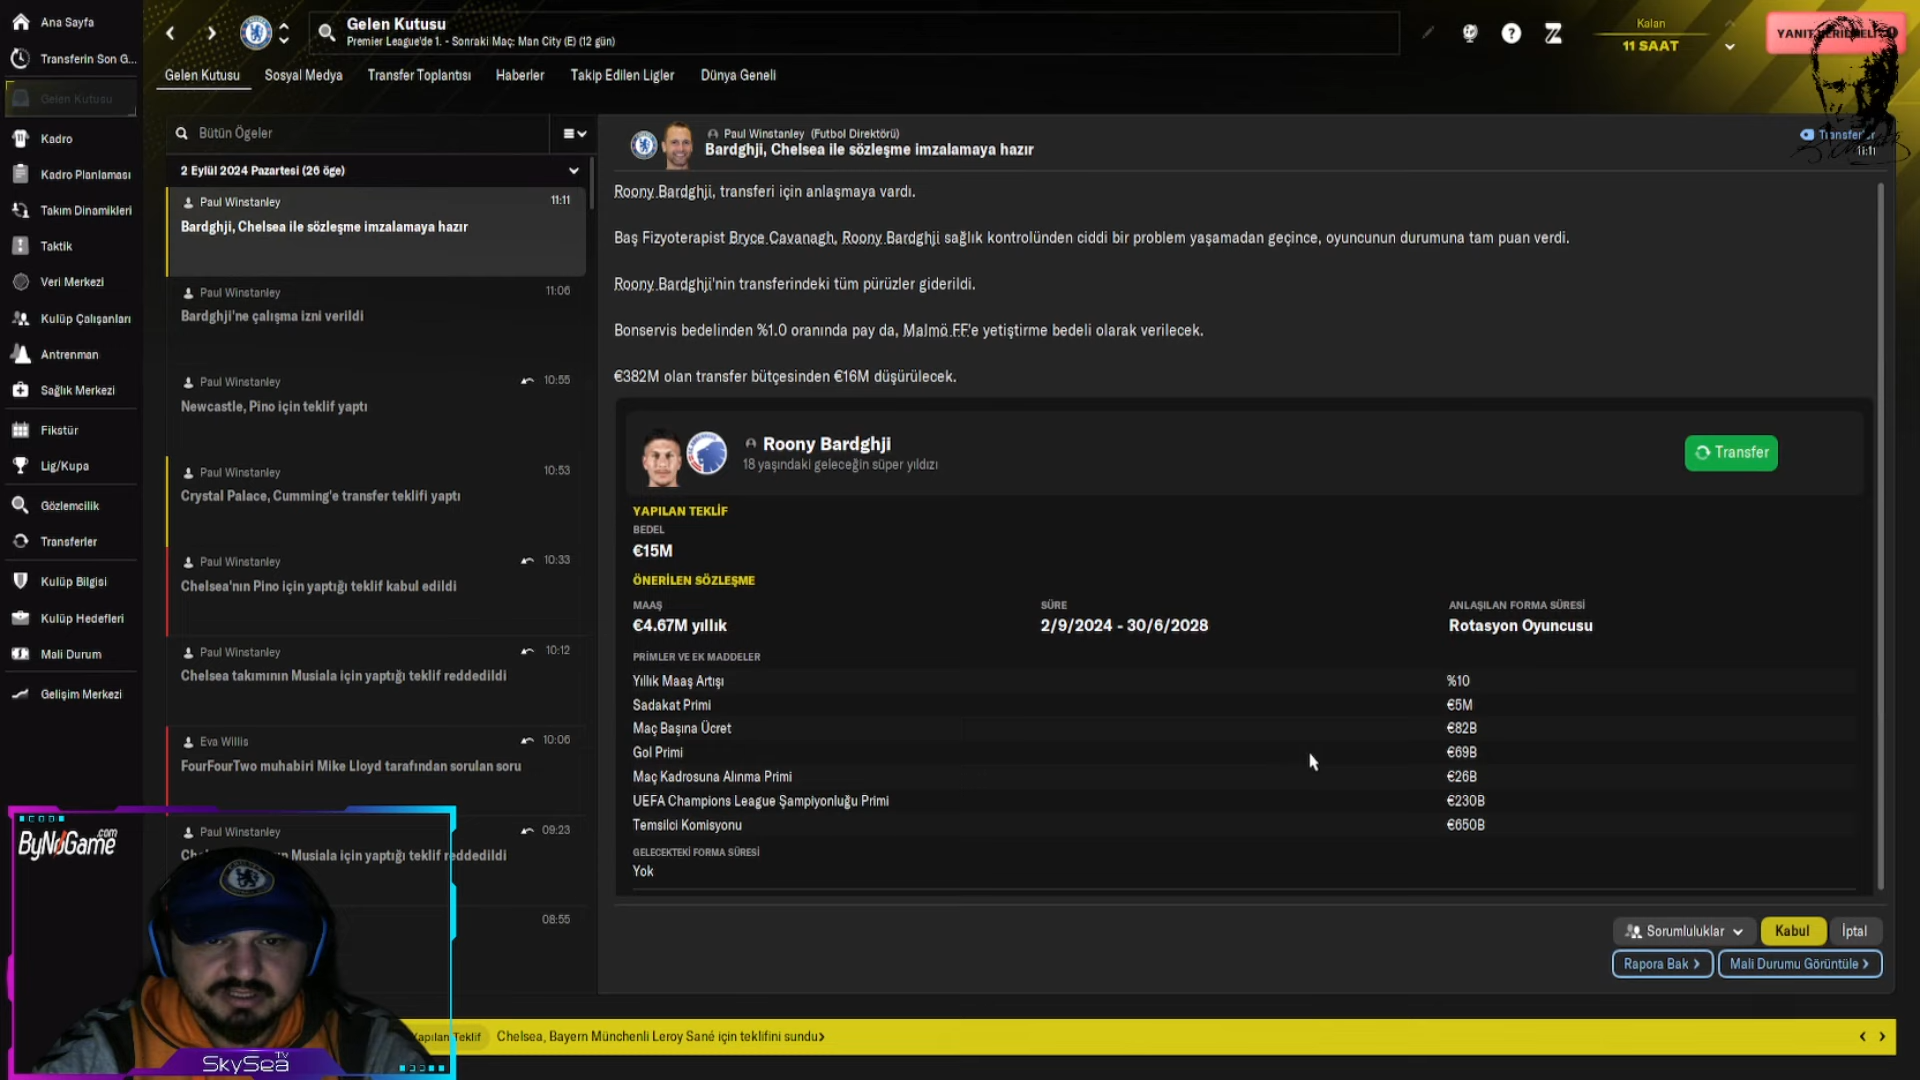 Ana Sayfa
Transferin Son G...
Gelen Kutusu
Kadro
Kadro Planlaması
Takım Dinamikleri
Taktik
Veri Merkezi
Kulüp Çalışanları
Antrenman
Sağlık Merkezi
Fikstür
Lig/Kupa
Gözlemcilik
Transferler
Kulüp Bilgisi
Kulüp Hedefleri
Mali Durum
Gelişim Merkezi
Gelen Kutusu
Premier League'de 1. - Sonraki Maç: Man City (E) (12 gün)
Kalan
11 SAAT
Gelen Kutusu Sosyal Medya Transfer Toplantısı Haberler Takip Edilen Ligler Dünya Geneli
Bütün Ögeler
2 Eylül 2024 Pazartesi (26 öge)
Paul Winstanley 11:11
Bardghji, Chelsea ile sözleşme imzalamaya hazır
Paul Winstanley 11:06
Bardghji'ne çalışma izni verildi
Paul Winstanley 10:55
Newcastle, Pino için teklif yaptı
Paul Winstanley 10:53
Crystal Palace, Cumming'e transfer teklifi yaptı
Paul Winstanley 10:33
Chelsea'nın Pino için yaptığı teklif kabul edildi
Paul Winstanley 10:12
Chelsea takımının Musiala için yaptığı teklif reddedildi
Eva Willis 10:06
FourFourTwo muhabiri Mike Lloyd tarafından sorulan soru
Paul Winstanley 09:23
Musiala için yaptığı teklif reddedildi
08:55
Paul Winstanley (Futbol Direktörü)
Bardghji, Chelsea ile sözleşme imzalamaya hazır
11:11
Roony Bardghji, transferi için anlaşmaya vardı.
Baş Fizyoterapist Bryce Cavanagh, Roony Bardghji sağlık kontrolünden ciddi bir problem yaşamadan geçince, oyuncunun durumuna tam puan verdi.
Roony Bardghji'nin transferindeki tüm pürüzler giderildi.
Bonservis bedelinden %1.0 oranında pay da, Malmö FF'e yetiştirme bedeli olarak verilecek.
€382M olan transfer bütçesinden €16M düşürülecek.
Roony Bardghji
18 yaşındaki geleceğin süper yıldızı
Transfer
YAPILAN TEKLİF
BEDEL
€15M
ÖNERİLEN SÖZLEŞME
MAAŞ SÜRE ANLAŞILAN FORMA SÜRESİ
€4.67M yıllık 2/9/2024 - 30/6/2028 Rotasyon Oyuncusu
PRİMLER VE EK MADDELER
Yıllık Maaş Artışı %10
Sadakat Primi €5M
Maç Başına Ücret €82B
Gol Primi €69B
Maç Kadrosuna Alınma Primi €26B
UEFA Champions League Şampiyonluğu Primi €230B
Temsilci Komisyonu €650B
GELECEKTEKİ FORMA SÜRESİ
Yok
Sorumluluklar Kabul İptal
Rapora Bak Mali Durumu Görüntüle
Yapılan Teklif Chelsea, Bayern Münchenli Leroy Sané için teklifini sundu
ByNoGame.com
SkySea TV